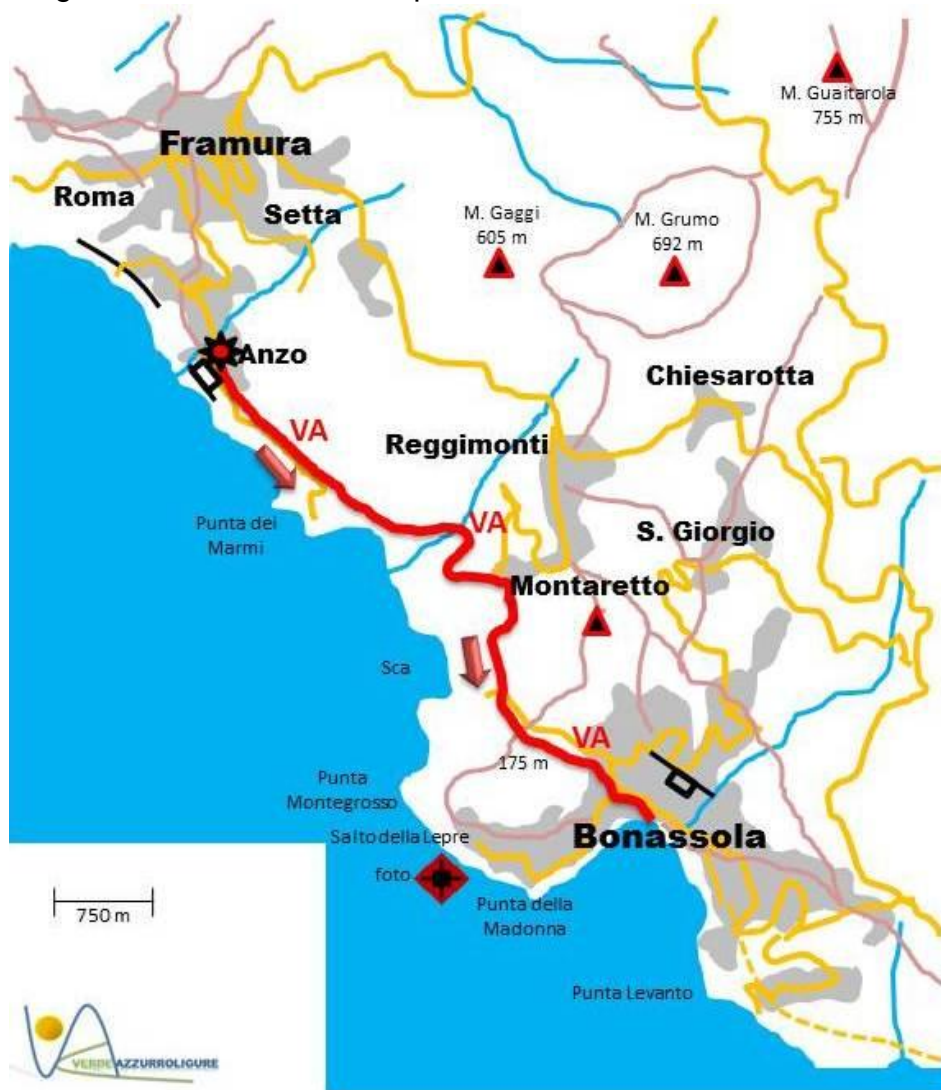 M. Guaitarola
755 m
Framura
Roma
Setta
M. Gaggi
605 m
M. Grumo
692 m
Anzo
Chiesarotta
VA
Reggimonti
Punta dei
Marmi
VA
S. Giorgio
Montaretto
Sca
VA
175 m
Punta
Montegrosso
Salto della Lepre
Bonassola
foto
Punta della
Madonna
750 m
Punta Levanto
VERDEAZZURROLIGURE